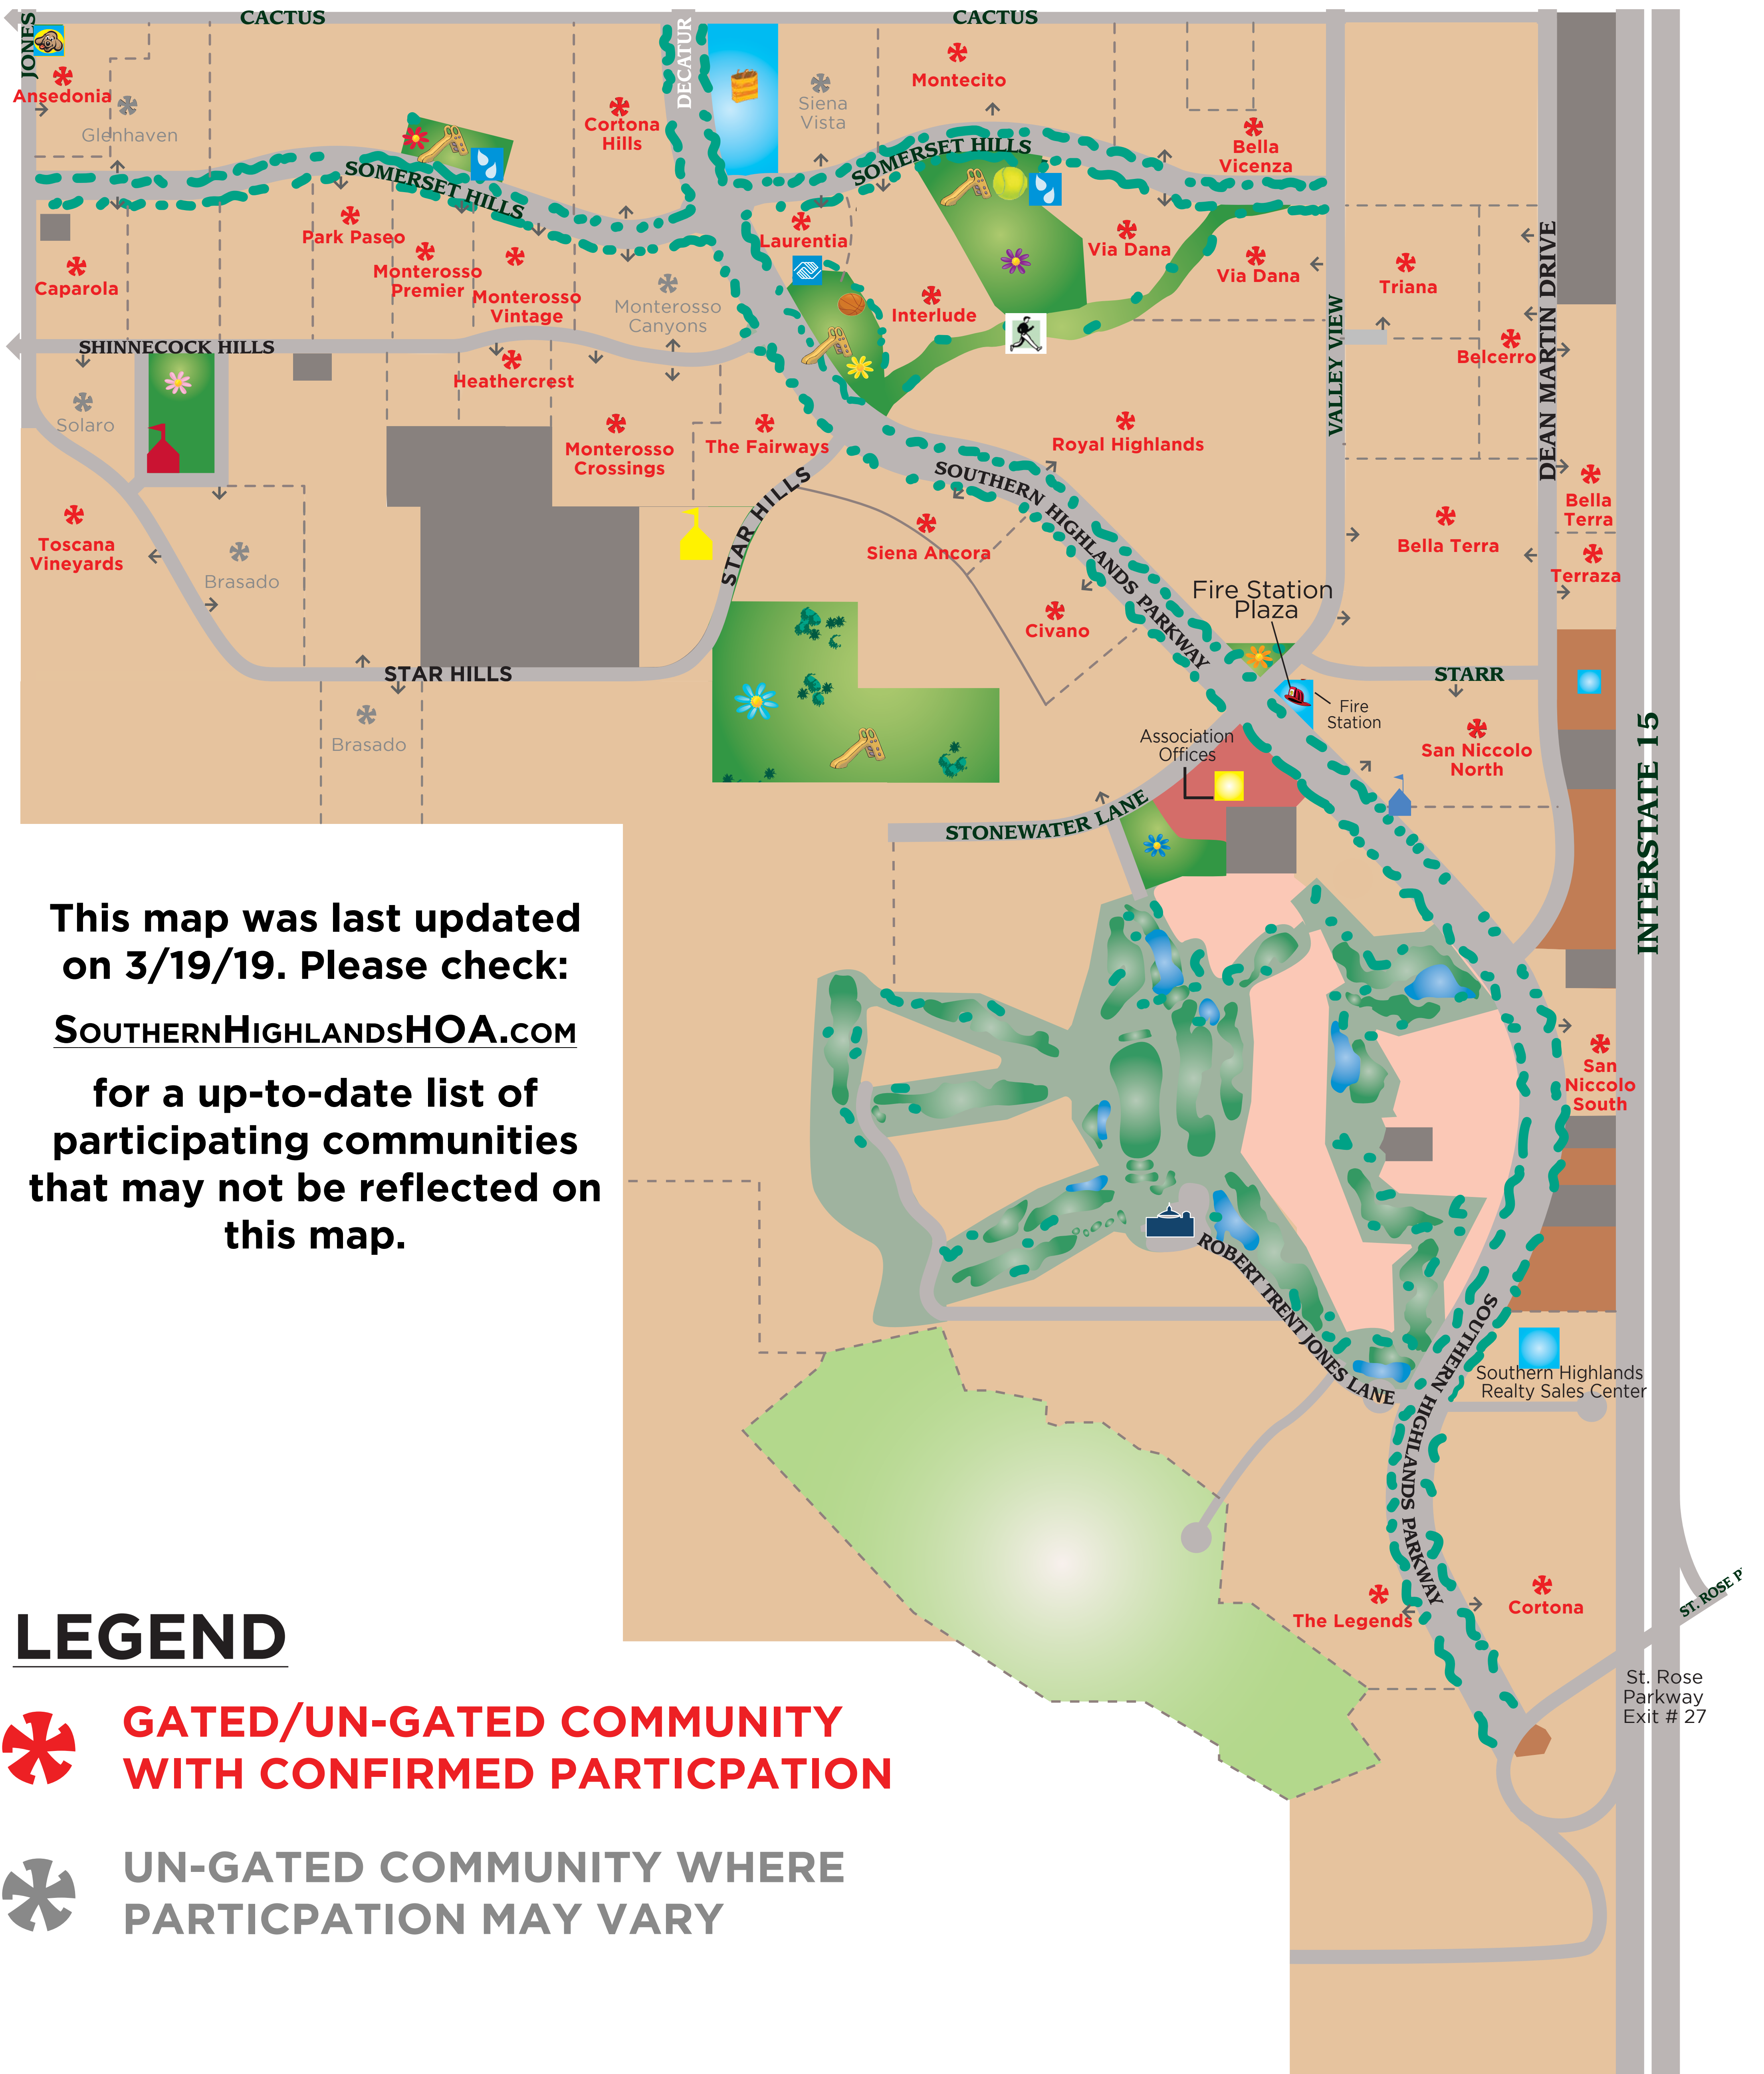 CACTUS
CACTUS
JONES
DECATUR
Ansedonia
Glenhaven
Cortona
Hills
Siena
Vista
Montecito
Bella
Vicenza
SOMERSET HILLS
SOMERSET HILLS
Park Paseo
Monterosso
Premier
Monterosso
Vintage
Monterosso
Canyons
Caparola
Laurentia
Interlude
Via Dana
Via Dana
Triana
Belcerro
VALLEY VIEW
DEAN MARTIN DRIVE
SHINNECOCK HILLS
Solaro
Heathercrest
Monterosso
Crossings
The Fairways
Royal Highlands
SOUTHERN HIGHLANDS PARKWAY
STAR HILLS
Siena Ancora
Civano
Toscana
Vineyards
Brasado
Brasado
STAR HILLS
Bella Terra
Bella
Terra
Terraza
Fire Station
Plaza
Fire
Station
STARR
San Niccolo
North
Association
Offices
STONEWATER LANE
INTERSTATE 15
San
Niccolo
South
ROBERT TRENT JONES LANE
SOUTHERN HIGHLANDS PARKWAY
Southern Highlands
Realty Sales Center
The Legends
Cortona
ST. ROSE P
St. Rose
Parkway
Exit # 27
This map was last updated
on 3/19/19. Please check:
SouthernHighlandsHOA.com
for a up-to-date list of
participating communities
that may not be reflected on
this map.
LEGEND
GATED/UN-GATED COMMUNITY
WITH CONFIRMED PARTICPATION
UN-GATED COMMUNITY WHERE
PARTICPATION MAY VARY